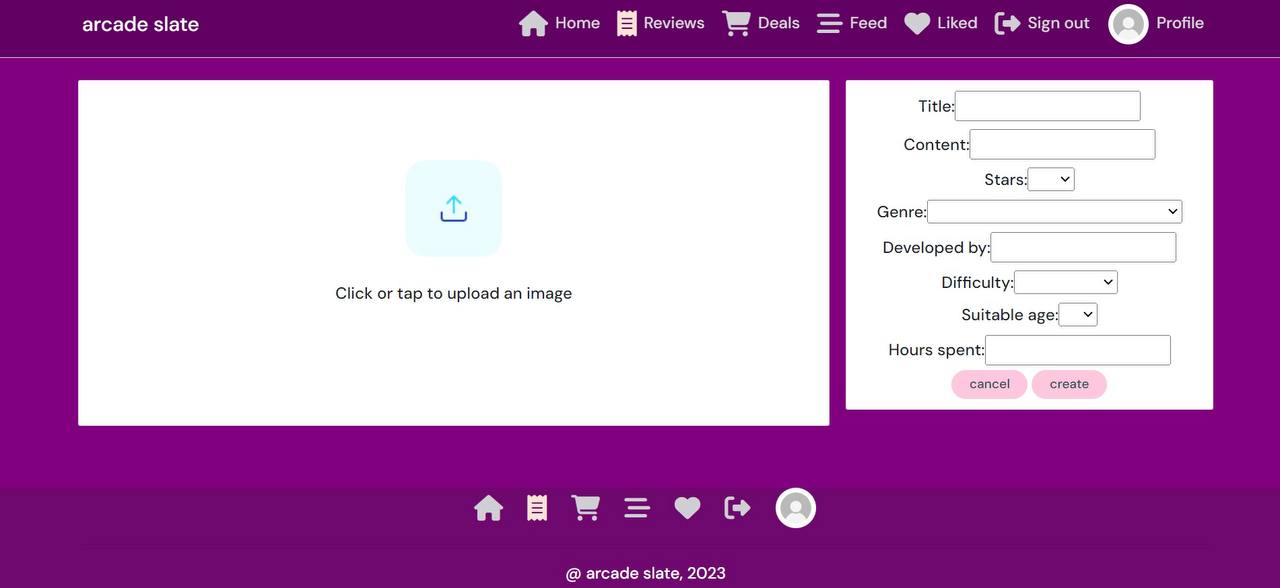 arcade slate Home Reviews Deals Feed Liked Sign out Profile
Click or tap to upload an image
Title:
Content:
Stars:
Genre:
Developed by:
Difficulty:
Suitable age:
Hours spent:
cancel create
@ arcade slate, 2023